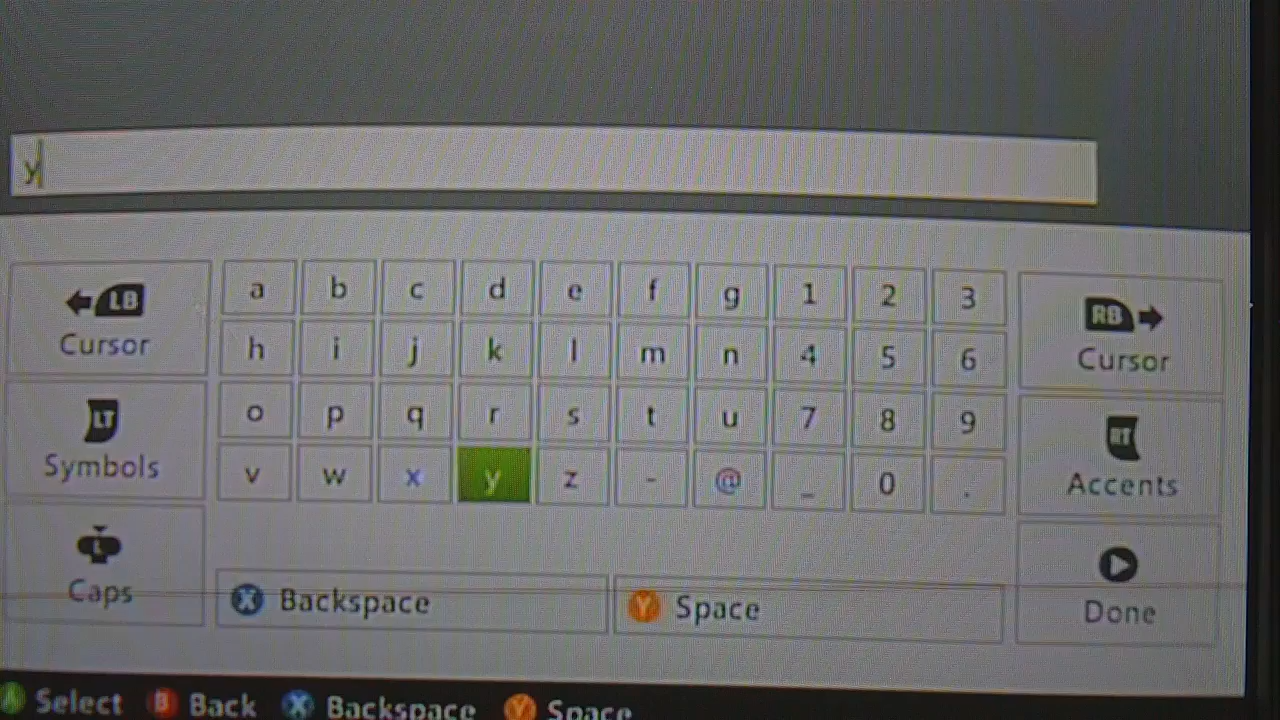 y
LB
Cursor
a b c d e f g 1 2 3
RB
Cursor
h i j k l m n 4 5 6
LT
Symbols
o p q r s t u 7 8 9
RT
Accents
v w x y z - @ _ 0 .
L
Caps
X Backspace
Y Space
Done
A Select B Back X Backspace Y Space